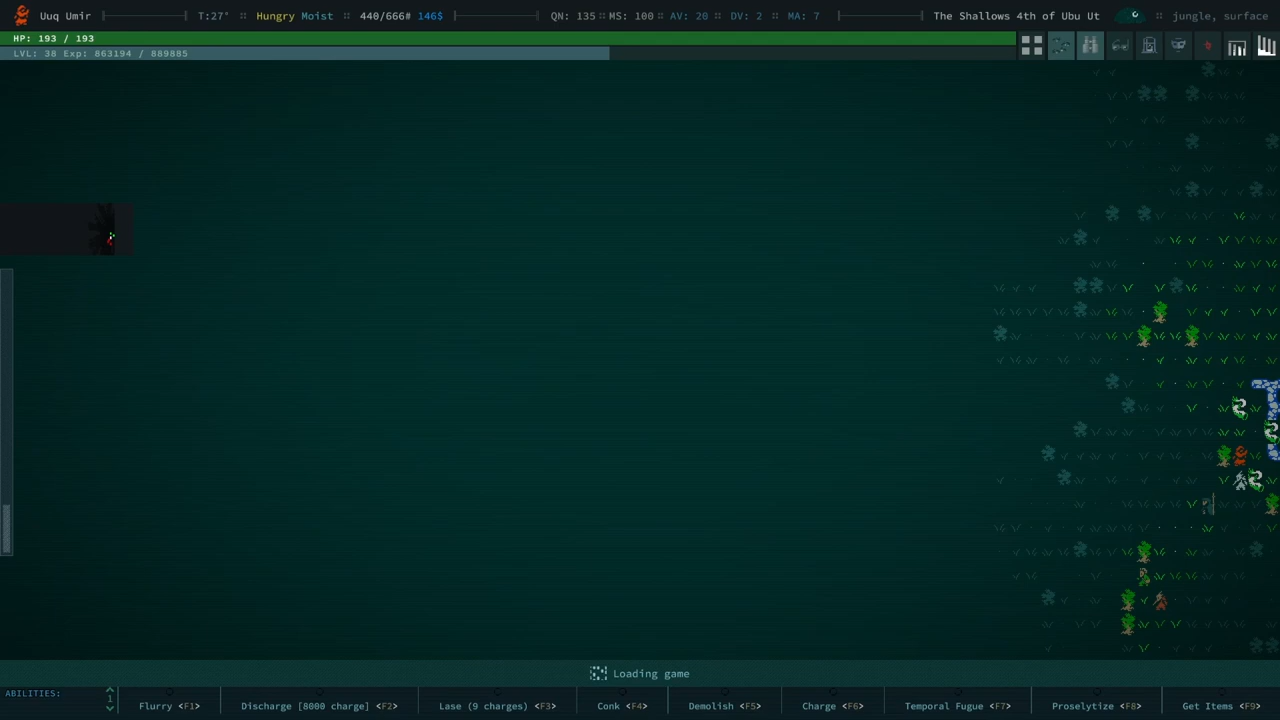 Uuq Umir T:27° Hungry Moist 440/666# 146$ QN: 135 MS: 100 AV: 20 DV: 2 MA: 7 The Shallows 4th of Ubu Ut jungle, surface
HP: 193 / 193
LVL: 38 Exp: 863194 / 889885
Loading game
ABILITIES: 1 Flurry <F1> Discharge [8000 charge] <F2> Lase (9 charges) <F3> Conk <F4> Demolish <F5> Charge <F6> Temporal Fugue <F7> Proselytize <F8> Get Items <F9>